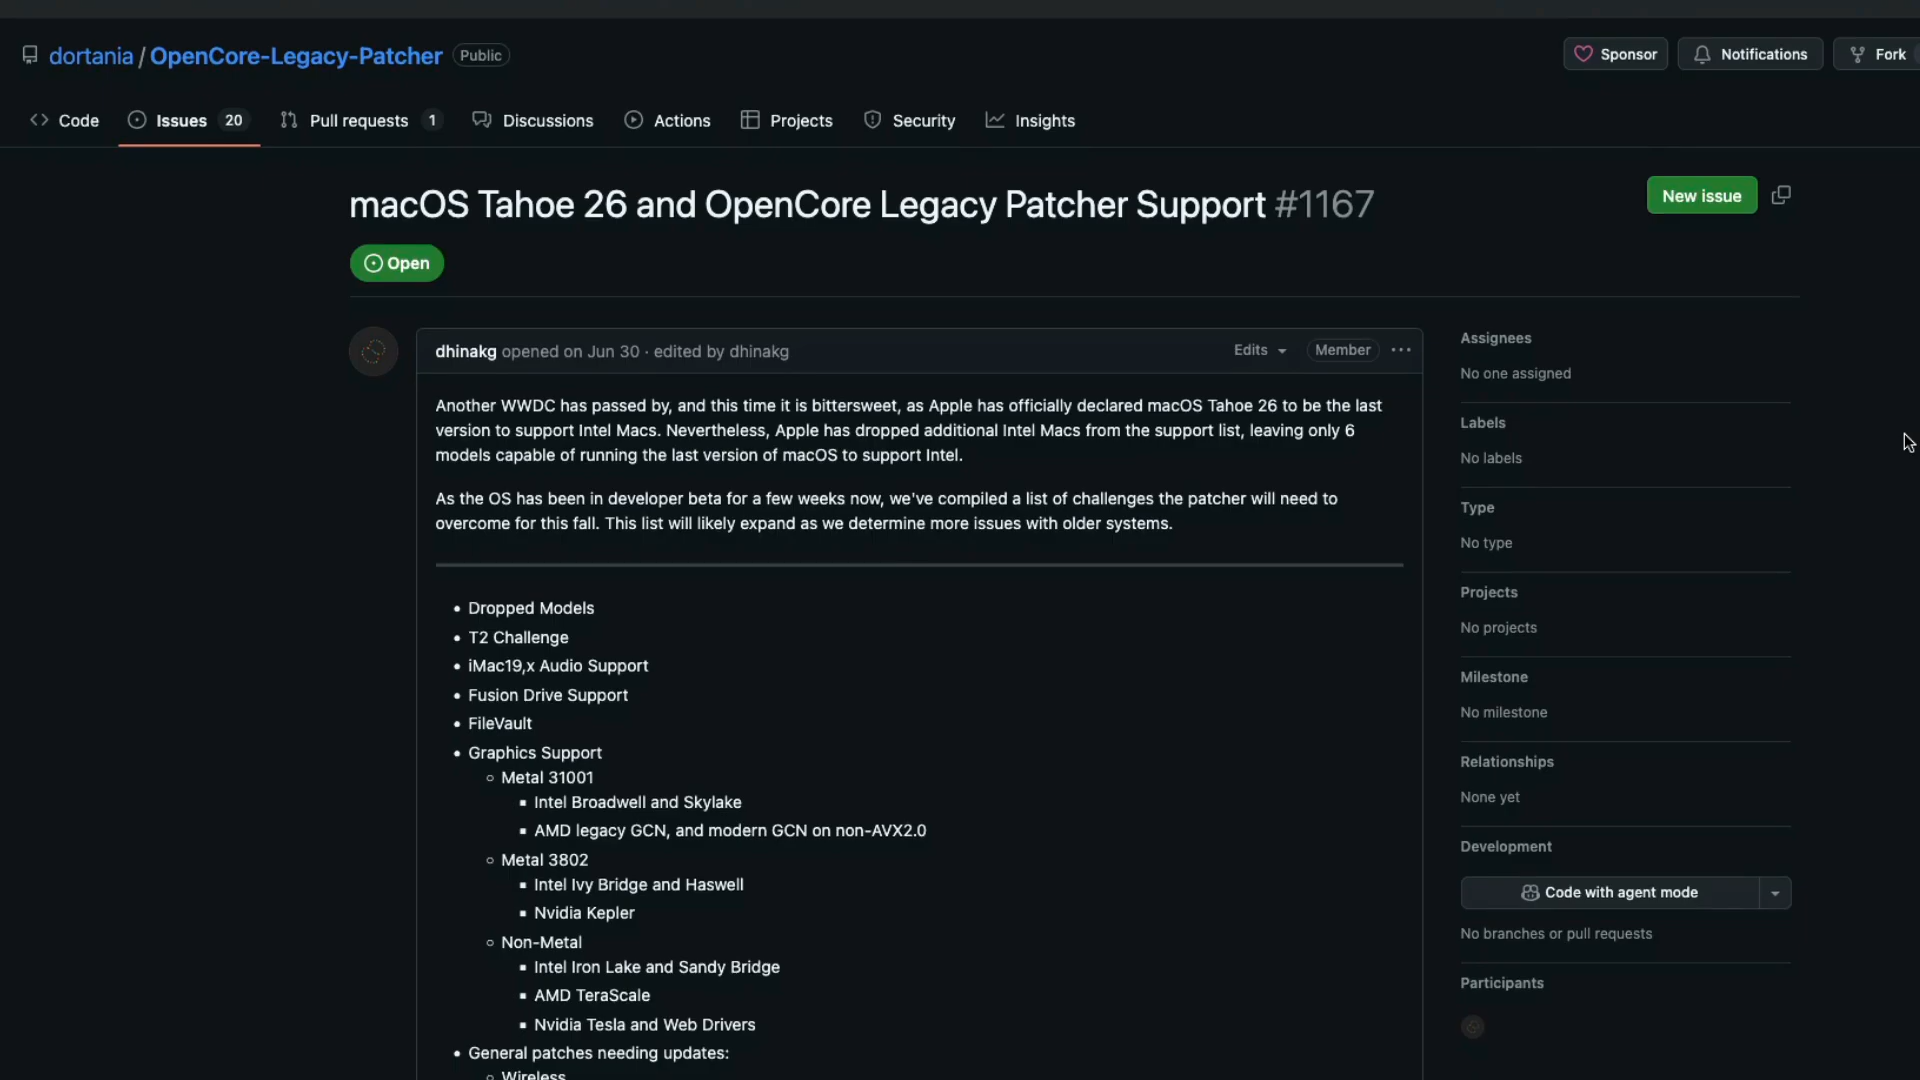 dortania / OpenCore-Legacy-Patcher Public
Sponsor Notifications Fork
Code Issues 20 Pull requests 1 Discussions Actions Projects Security Insights
macOS Tahoe 26 and OpenCore Legacy Patcher Support #1167
New issue
Open
dhinakg opened on Jun 30 · edited by dhinakg
Edits Member
Another WWDC has passed by, and this time it is bittersweet, as Apple has officially declared macOS Tahoe 26 to be the last
version to support Intel Macs. Nevertheless, Apple has dropped additional Intel Macs from the support list, leaving only 6
models capable of running the last version of macOS to support Intel.
As the OS has been in developer beta for a few weeks now, we've compiled a list of challenges the patcher will need to
overcome for this fall. This list will likely expand as we determine more issues with older systems.
• Dropped Models
• T2 Challenge
• iMac19,x Audio Support
• Fusion Drive Support
• FileVault
• Graphics Support
○ Metal 31001
▪ Intel Broadwell and Skylake
▪ AMD legacy GCN, and modern GCN on non-AVX2.0
○ Metal 3802
▪ Intel Ivy Bridge and Haswell
▪ Nvidia Kepler
○ Non-Metal
▪ Intel Iron Lake and Sandy Bridge
▪ AMD TeraScale
▪ Nvidia Tesla and Web Drivers
• General patches needing updates:
○ Wireless
Assignees
No one assigned
Labels
No labels
Type
No type
Projects
No projects
Milestone
No milestone
Relationships
None yet
Development
Code with agent mode
No branches or pull requests
Participants